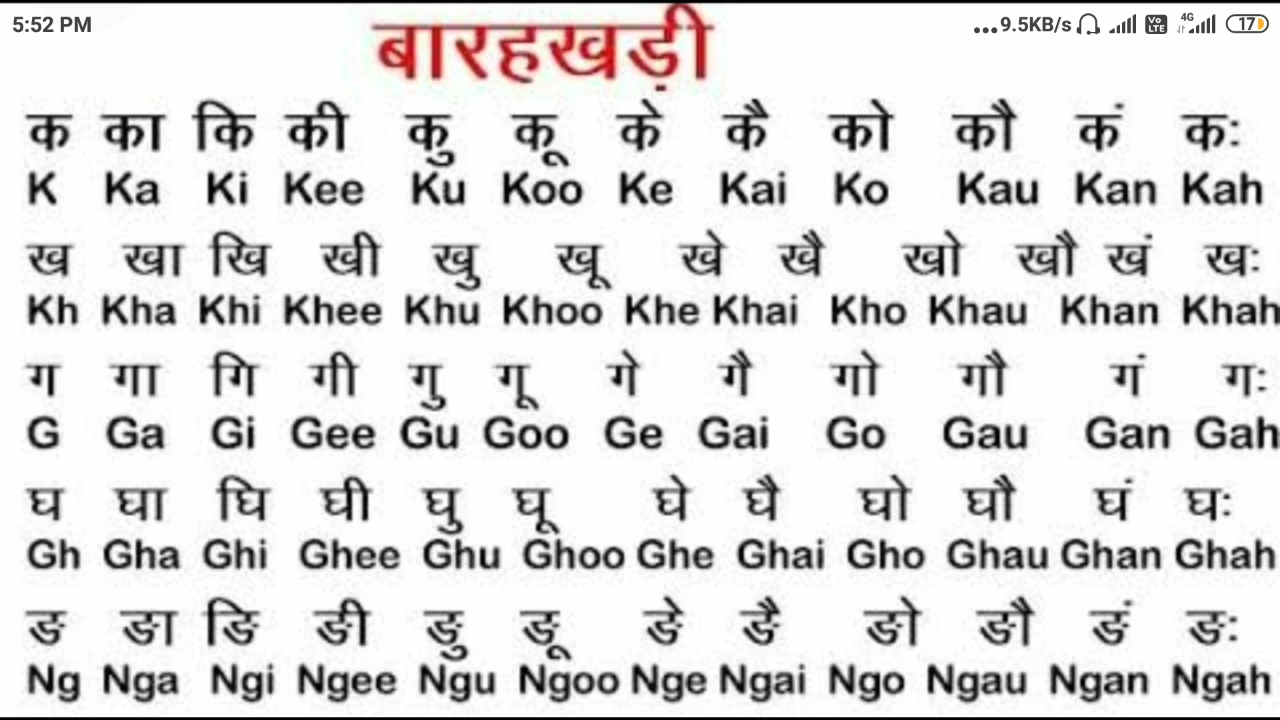 5:52 PM ...9.5KB/s Vo LTE 4G 17
बारहखड़ी
क का कि की कु कू के कै को कौ कं कः
K Ka Ki Kee Ku Koo Ke Kai Ko Kau Kan Kah
ख खा खि खी खु खू खे खै खो खौ खं खः
Kh Kha Khi Khee Khu Khoo Khe Khai Kho Khau Khan Khah
ग गा गि गी गु गू गे गै गो गौ गं गः
G Ga Gi Gee Gu Goo Ge Gai Go Gau Gan Gah
घ घा घि घी घु घू घे घै घो घौ घं घः
Gh Gha Ghi Ghee Ghu Ghoo Ghe Ghai Gho Ghau Ghan Ghah
ङ ङा ङि ङी ङु ङू ङे ङै ङो ङौ ङं ङः
Ng Nga Ngi Ngee Ngu Ngoo Nge Ngai Ngo Ngau Ngan Ngah